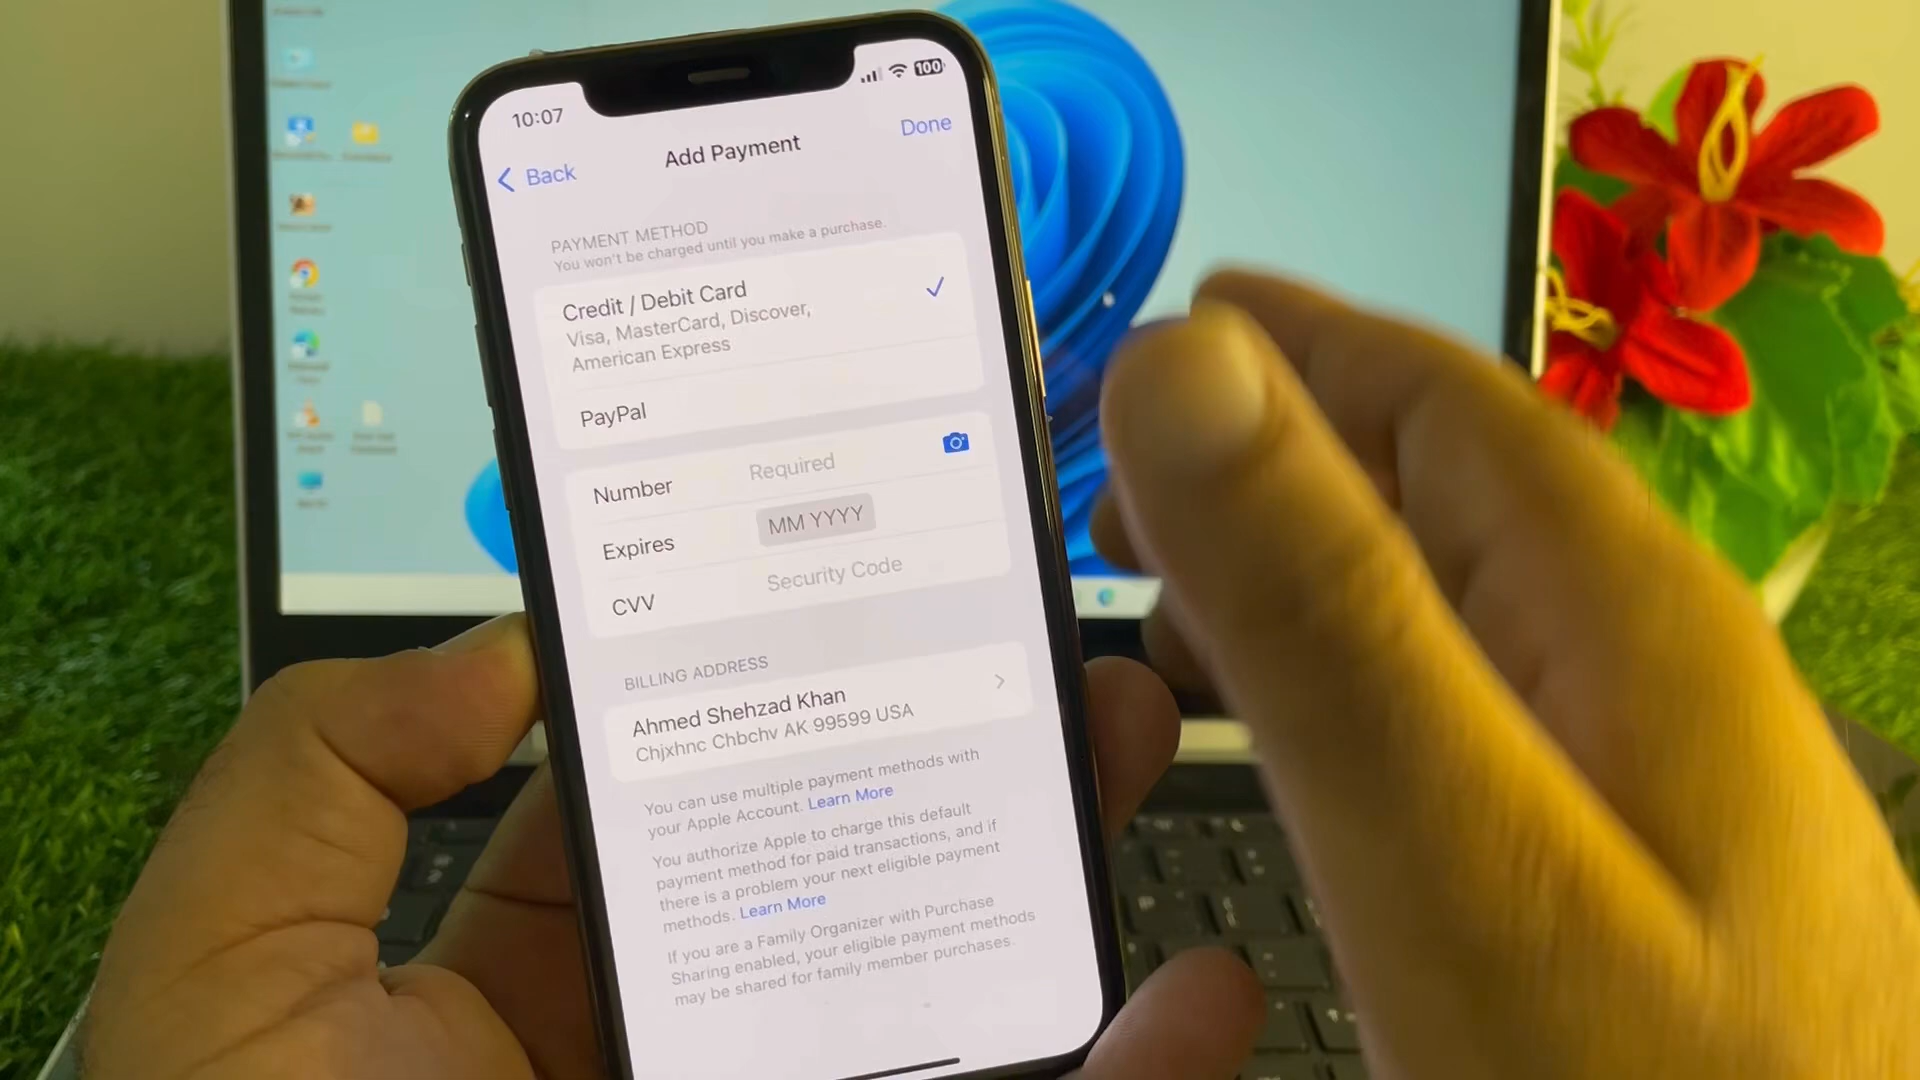 10:07
100
Back
Add Payment
Done
PAYMENT METHOD
You won't be charged until you make a purchase.
Credit / Debit Card
Visa, MasterCard, Discover,
American Express
PayPal
Number Required
Expires MM YYYY
CVV Security Code
BILLING ADDRESS
Ahmed Shehzad Khan
Chjxhnc Chbchv AK 99599 USA
You can use multiple payment methods with
your Apple Account. Learn More
You authorize Apple to charge this default
payment method for paid transactions, and if
there is a problem your next eligible payment
methods. Learn More
If you are a Family Organizer with Purchase
Sharing enabled, your eligible payment methods
may be shared for family member purchases.